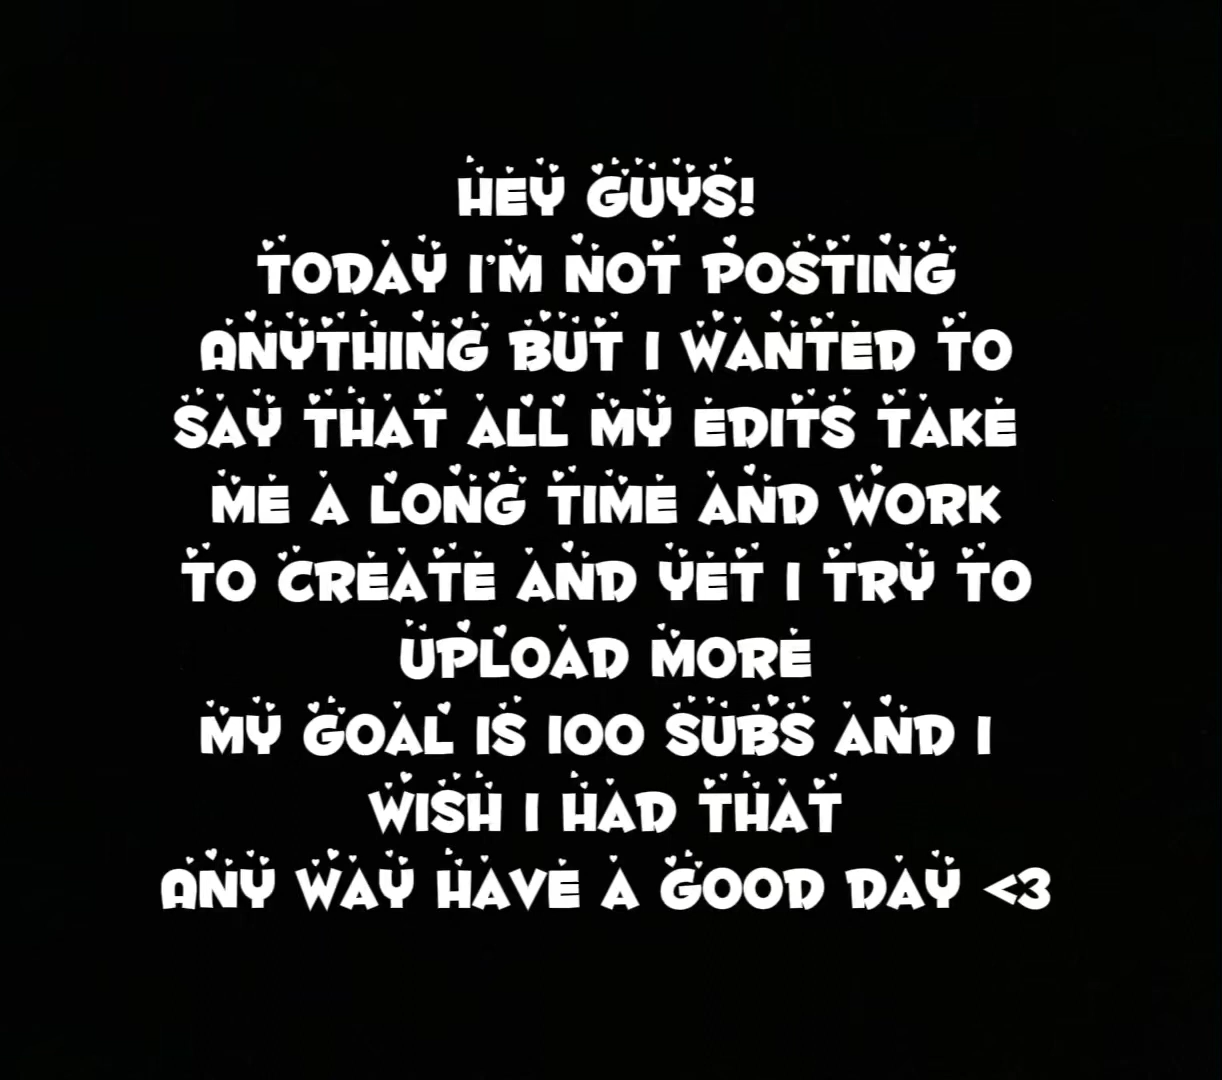 HEY GUYS!
TODAY I'M NOT POSTING
ANYTHING BUT I WANTED TO
SAY THAT ALL MY EDITS TAKE
ME A LONG TIME AND WORK
TO CREATE AND YET I TRY TO
UPLOAD MORE
MY GOAL IS 100 SUBS AND I
WISH I HAD THAT
ANY WAY HAVE A GOOD DAY <3